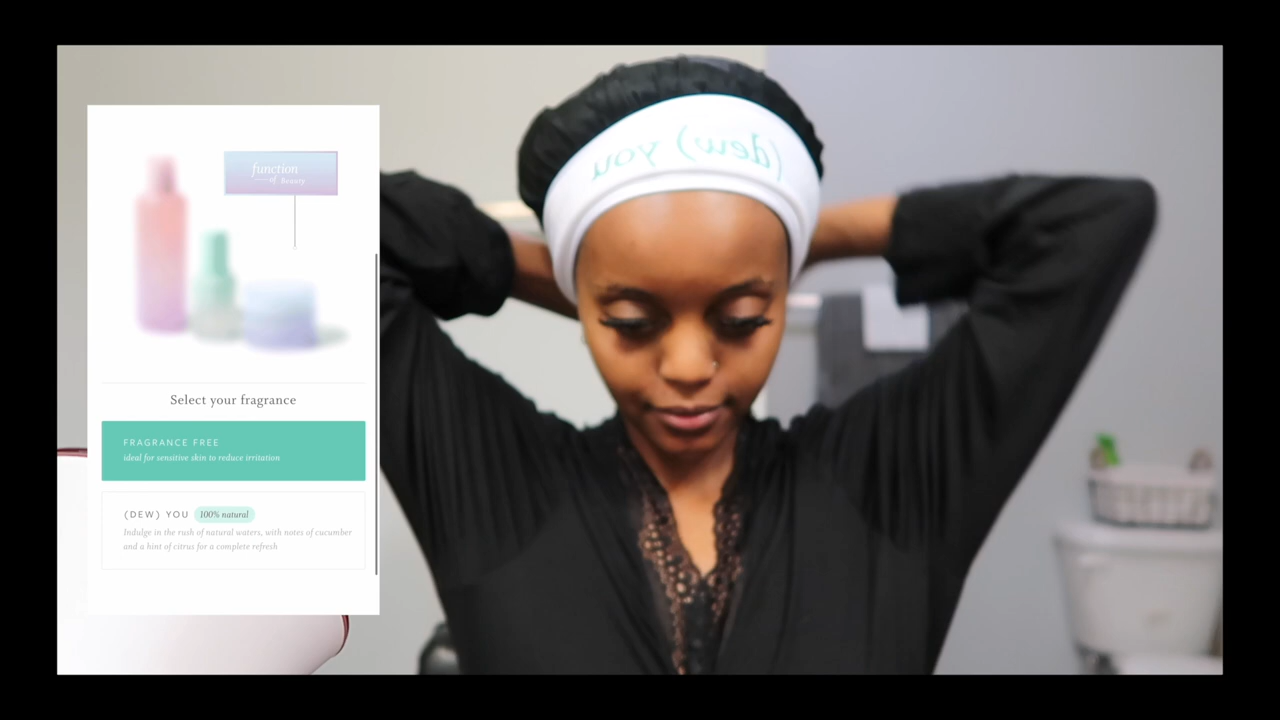 function
of Beauty
Select your fragrance
FRAGRANCE FREE
ideal for sensitive skin to reduce irritation
(DEW) YOU 100% natural
Indulge in the rush of natural waters, with notes of cucumber
and a hint of citrus for a complete refresh
(dew) you